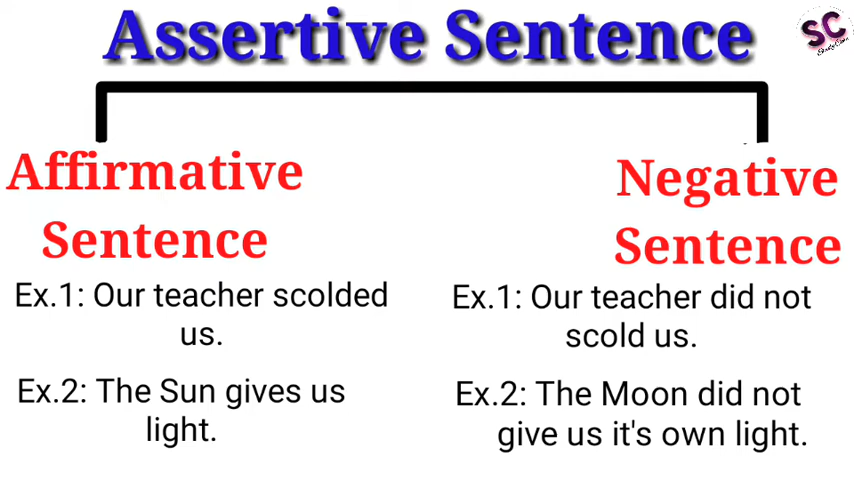 Assertive Sentence
SC
Study Class
Affirmative
Sentence
Ex.1: Our teacher scolded
us.
Ex.2: The Sun gives us
light.
Negative
Sentence
Ex.1: Our teacher did not
scold us.
Ex.2: The Moon did not
give us it's own light.